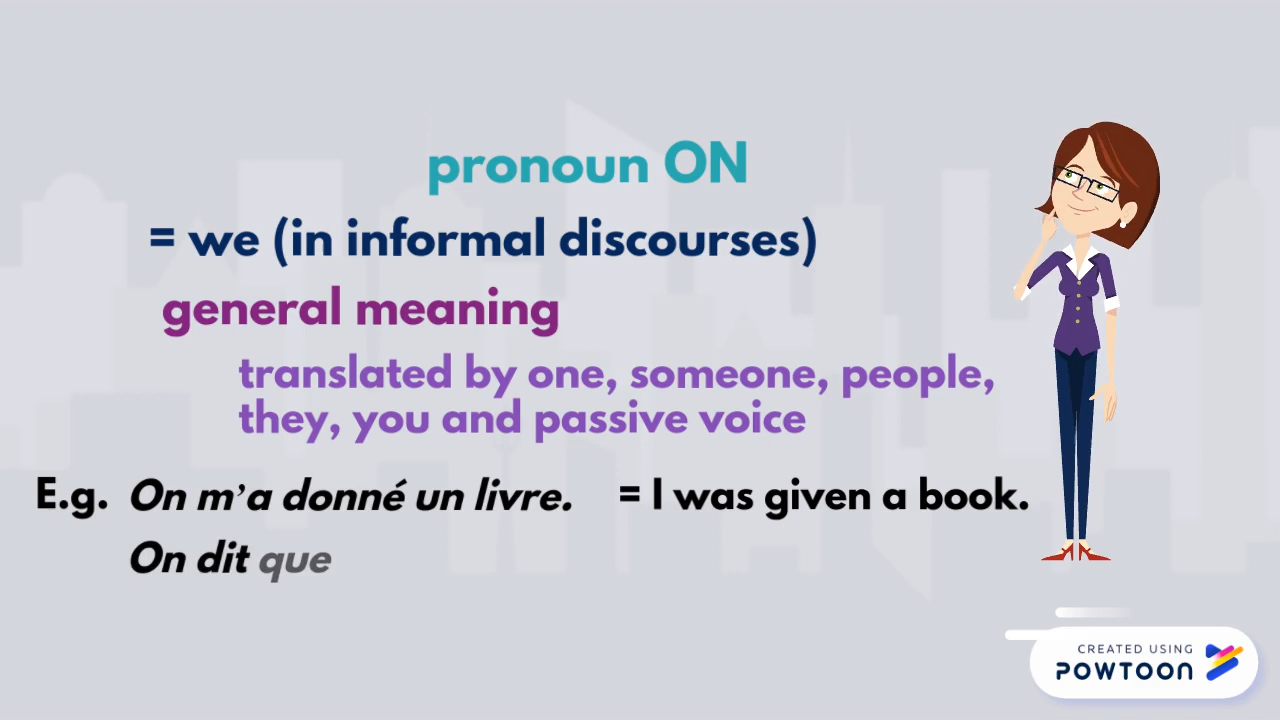 pronoun ON
= we (in informal discourses)
general meaning
translated by one, someone, people,
they, you and passive voice
E.g. On m’a donné un livre. = I was given a book.
On dit que
CREATED USING
POWTOON